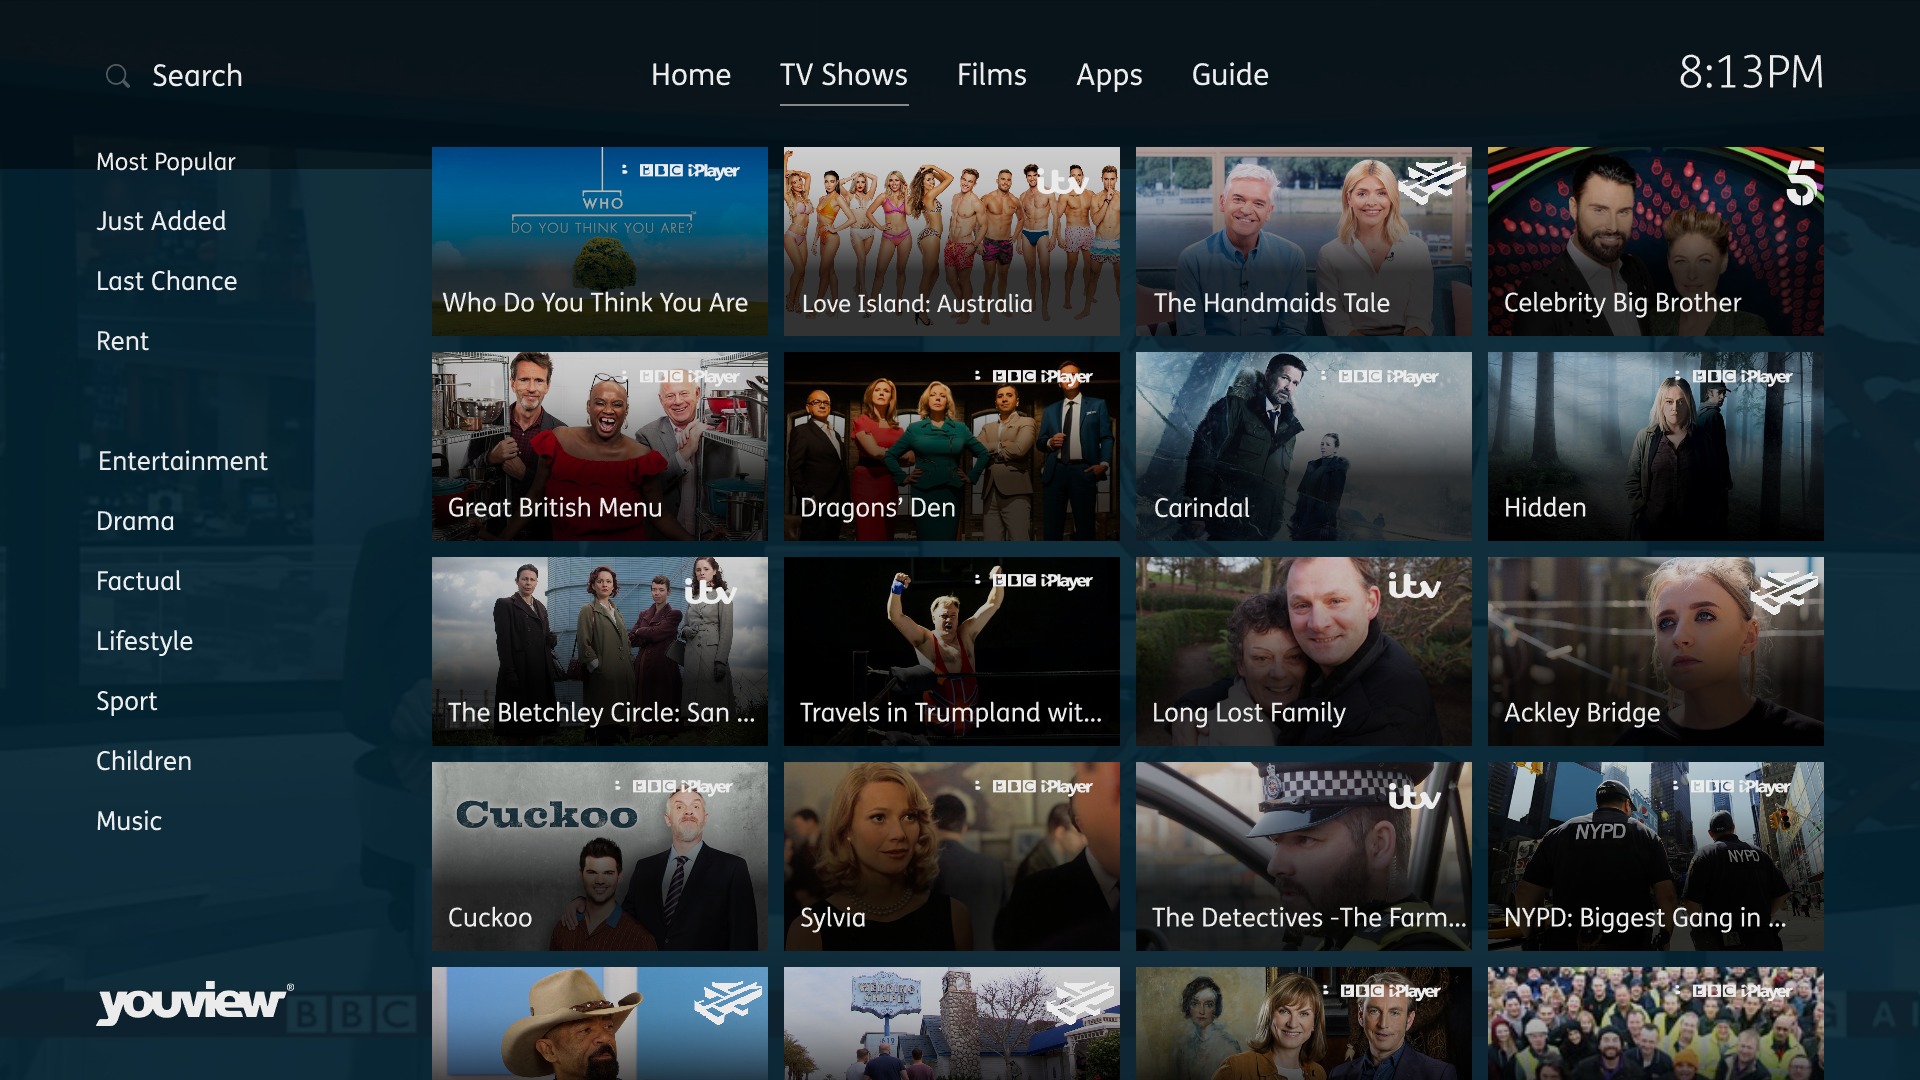 Search
Home
TV Shows
Films
Apps
Guide
8:13PM
Most Popular
Just Added
Last Chance
Rent
Entertainment
Drama
Factual
Lifestyle
Sport
Children
Music
youview®
BBC
BBC iPlayer
WHO
DO YOU THINK YOU ARE?
Who Do You Think You Are
itv
Love Island: Australia
The Handmaids Tale
5
Celebrity Big Brother
BBC iPlayer
Great British Menu
BBC iPlayer
Dragons’ Den
BBC iPlayer
Carindal
BBC iPlayer
Hidden
itv
The Bletchley Circle: San ...
BBC iPlayer
Travels in Trumpland wit...
itv
Long Lost Family
Ackley Bridge
BBC iPlayer
Cuckoo
Cuckoo
BBC iPlayer
Sylvia
itv
The Detectives -The Farm...
BBC iPlayer
NYPD
NYPD
NYPD: Biggest Gang in ...
WEDDING
CHAPEL
BBC iPlayer
BBC iPlayer